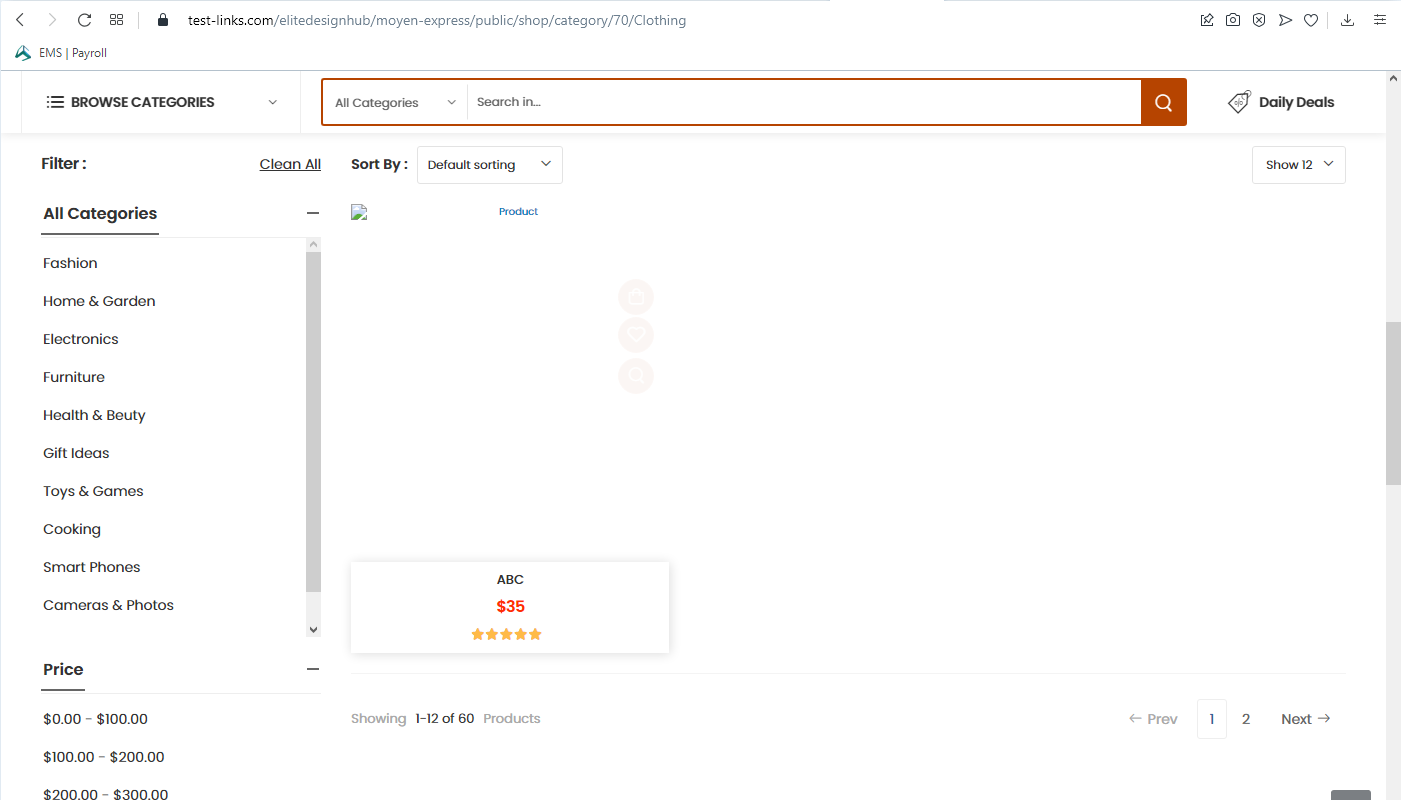 test-links.com/elitedesignhub/moyen-express/public/shop/category/70/Clothing
EMS | Payroll
BROWSE CATEGORIES
All Categories
Search in...
Daily Deals
Filter :
Clean All
Sort By :
Default sorting
Show 12
All Categories
Product
Fashion
Home & Garden
Electronics
Furniture
Health & Beuty
Gift Ideas
Toys & Games
Cooking
Smart Phones
Cameras & Photos
ABC
$35
Price
$0.00 - $100.00
$100.00 - $200.00
$200.00 - $300.00
Showing 1-12 of 60 Products
← Prev 1 2 Next →